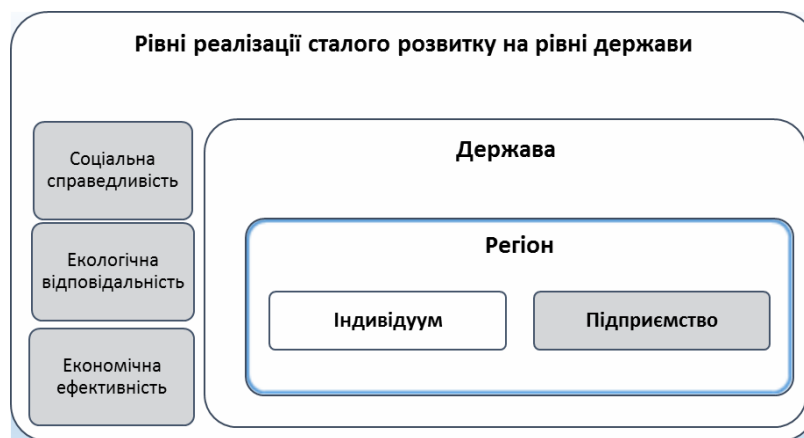 Рівні реалізації сталого розвитку на рівні держави
Соціальна
справедливість
Екологічна
відповідальність
Економічна
ефективність
Держава
Регіон
Індивідуум
Підприємство